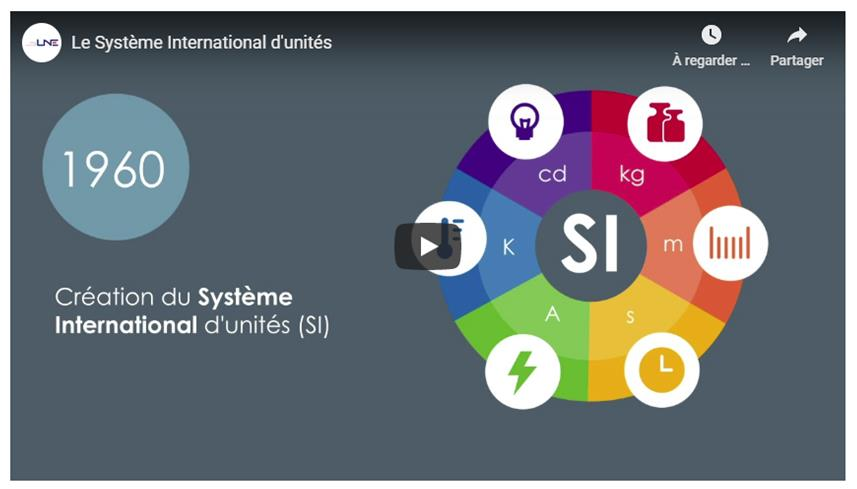 LNE
Le Système International d'unités
À regarder ...
Partager
1960
Création du Système
International d'unités (SI)
cd
kg
K
SI
m
A
s